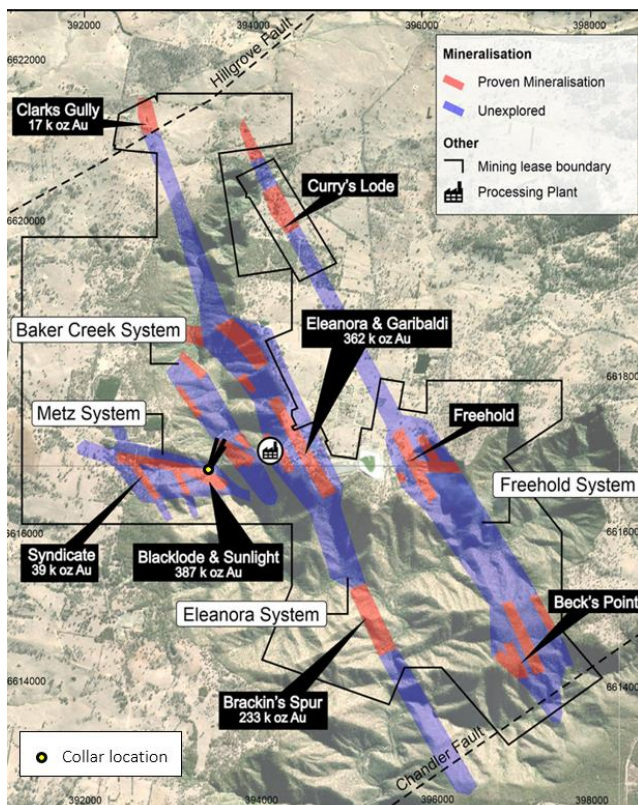 392000
394000
396000
398000
6622000
Hillgrove Fault
Mineralisation
Proven Mineralisation
Unexplored
Other
Mining lease boundary
Processing Plant
Clarks Gully
17 k oz Au
Curry's Lode
6620000
Baker Creek System
Eleanora & Garibaldi
362 k oz Au
618000
Metz System
Freehold
Freehold System
6616000
Syndicate
39 k oz Au
Blacklode & Sunlight
387 k oz Au
Eleanora System
Beck's Point
Brackin's Spur
233 k oz Au
6614000
6614000
Chandler Fault
Collar location
392000
394000
396000
398000